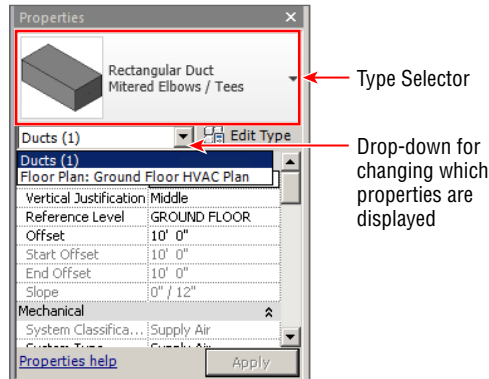 Properties
Rectangular Duct
Mitered Elbows / Tees
Type Selector
Ducts (1)
Edit Type
Drop-down for
changing which
properties are
displayed
Ducts (1)
Floor Plan: Ground Floor HVAC Plan
Vertical Justification Middle
Reference Level GROUND FLOOR
Offset 10' 0"
Start Offset 10' 0"
End Offset 10' 0"
Slope 0" / 12"
Mechanical
System Classifica... Supply Air
Properties help
Apply